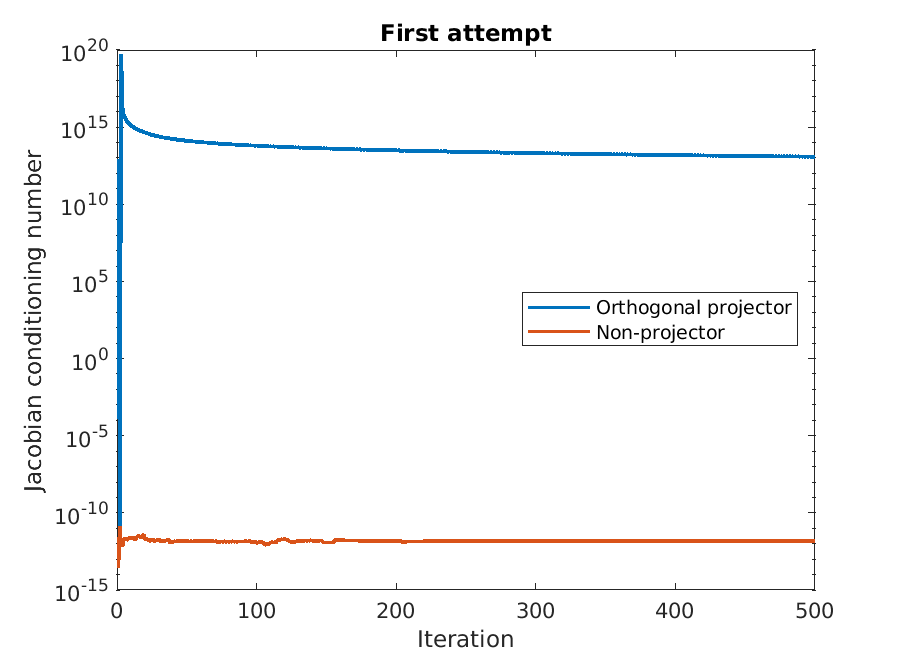 First attempt
Jacobian conditioning number
10^20
10^15
10^10
10^5
10^0
10^-5
10^-10
10^-15
Orthogonal projector
Non-projector
0 100 200 300 400 500
Iteration